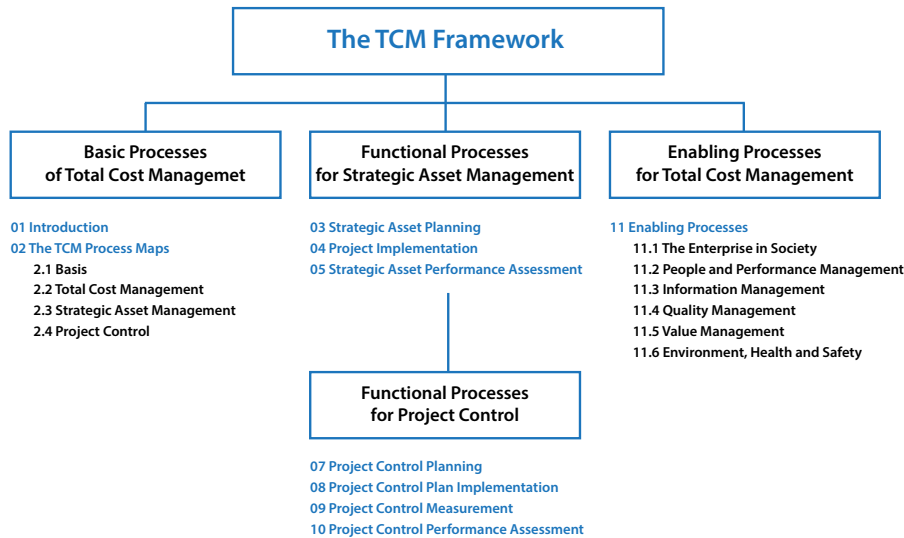 The TCM Framework
Basic Processes
of Total Cost Managemet
01 Introduction
02 The TCM Process Maps
2.1 Basis
2.2 Total Cost Management
2.3 Strategic Asset Management
2.4 Project Control
Functional Processes
for Strategic Asset Management
03 Strategic Asset Planning
04 Project Implementation
05 Strategic Asset Performance Assessment
Functional Processes
for Project Control
07 Project Control Planning
08 Project Control Plan Implementation
09 Project Control Measurement
10 Project Control Performance Assessment
Enabling Processes
for Total Cost Management
11 Enabling Processes
11.1 The Enterprise in Society
11.2 People and Performance Management
11.3 Information Management
11.4 Quality Management
11.5 Value Management
11.6 Environment, Health and Safety